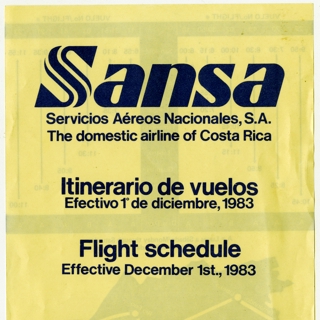 Sansa
Servicios Aéreos Nacionales, S.A.
The domestic airline of Costa Rica
Itinerario de vuelos
Efectivo 1° de diciembre, 1983
Flight schedule
Effective December 1st., 1983